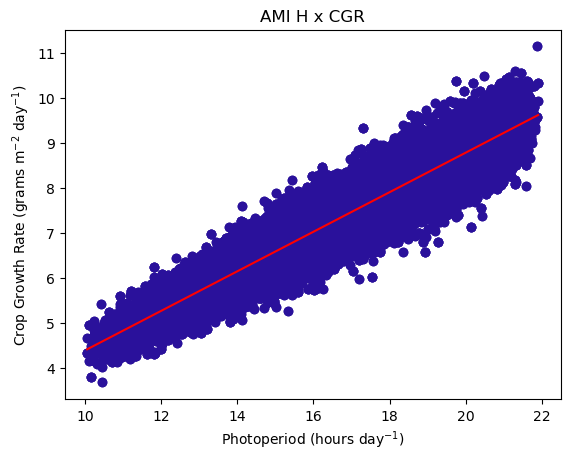 AMI H x CGR
11
10
9
8
7
6
5
4
Crop Growth Rate (grams m⁻² day⁻¹)
10 12 14 16 18 20 22
Photoperiod (hours day⁻¹)